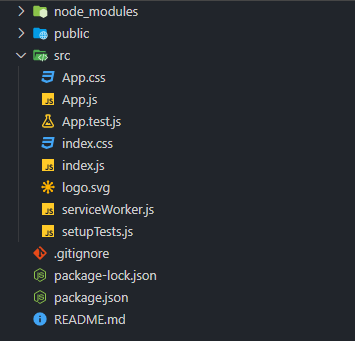 node_modules
public
src
App.css
App.js
App.test.js
index.css
index.js
logo.svg
serviceWorker.js
setupTests.js
.gitignore
package-lock.json
package.json
README.md